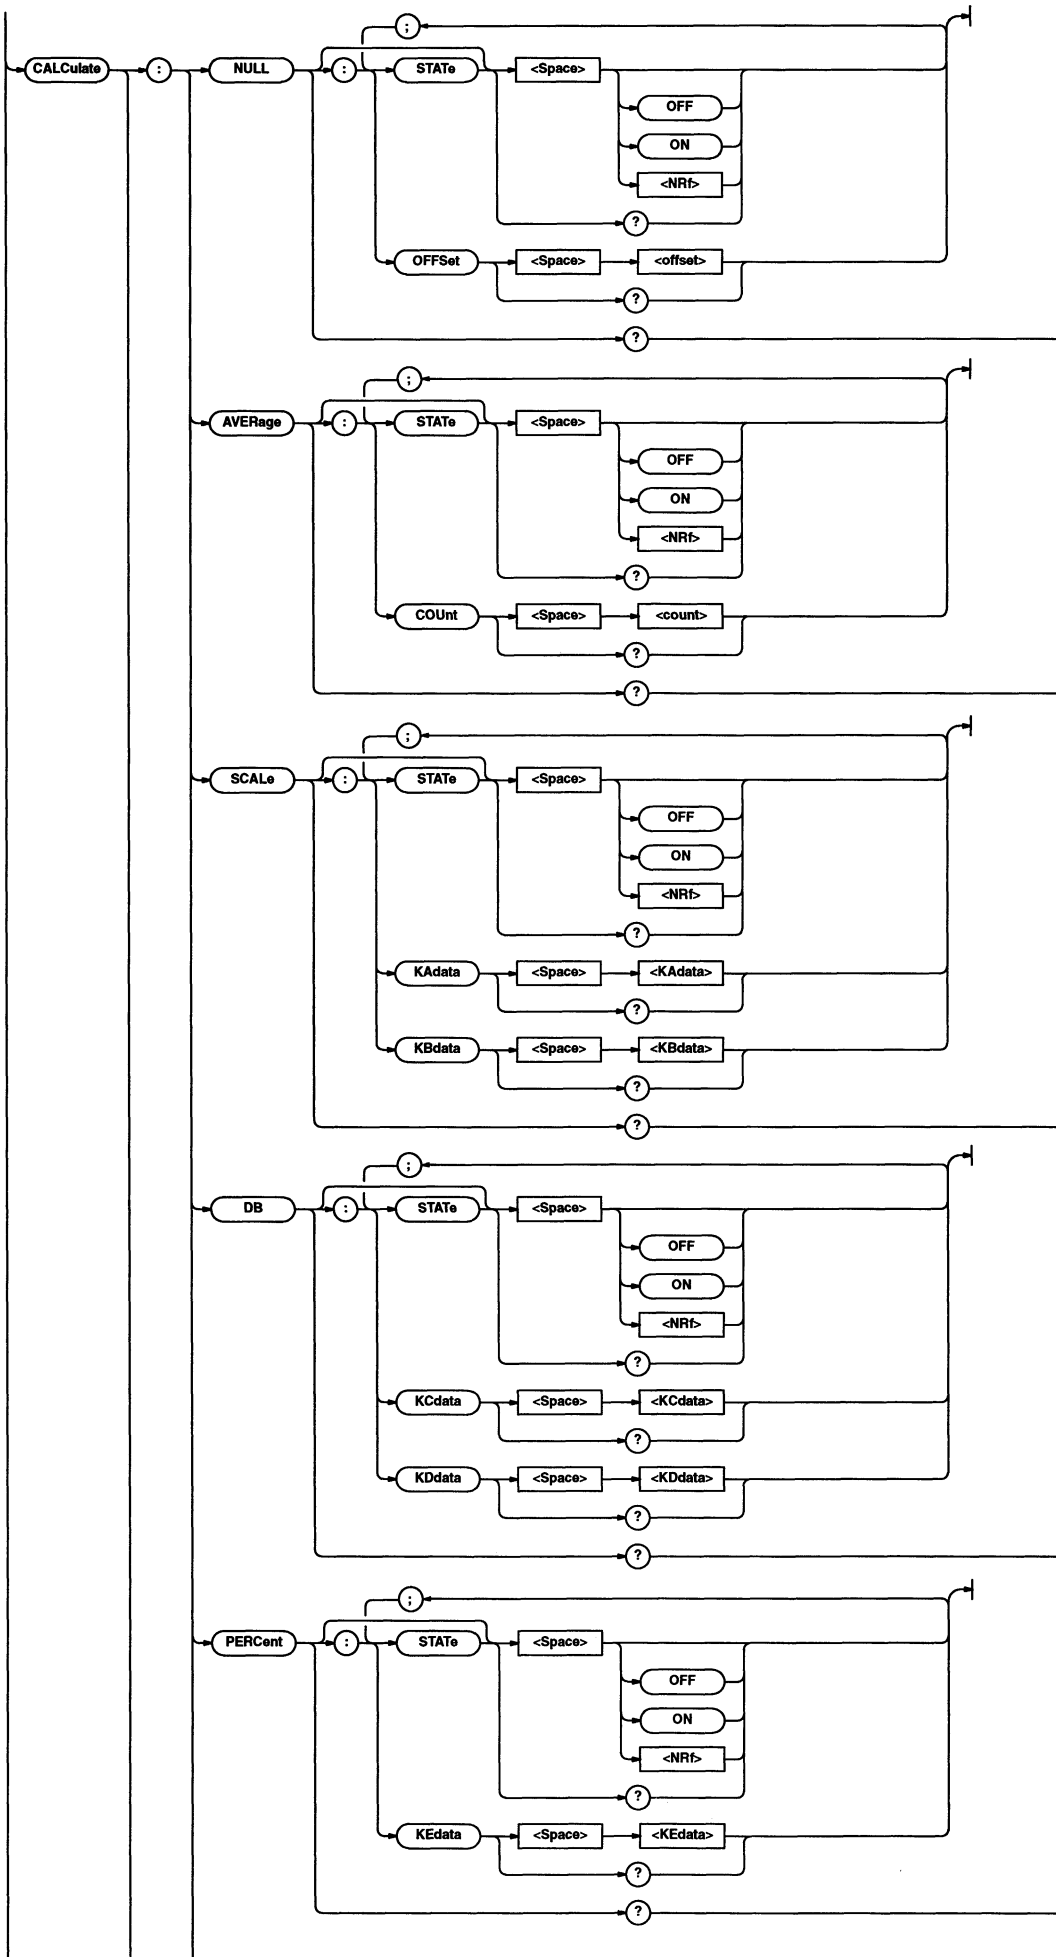 ;
CALCulate : NULL : STATe <Space>
OFF
ON
<NRf>
?
OFFSet <Space> <offset>
?
?
;
AVERage : STATe <Space>
OFF
ON
<NRf>
?
COUnt <Space> <count>
?
?
;
SCALe : STATe <Space>
OFF
ON
<NRf>
?
KAdata <Space> <KAdata>
?
KBdata <Space> <KBdata>
?
?
;
DB : STATe <Space>
OFF
ON
<NRf>
?
KCdata <Space> <KCdata>
?
KDdata <Space> <KDdata>
?
?
;
PERCent : STATe <Space>
OFF
ON
<NRf>
?
KEdata <Space> <KEdata>
?
?